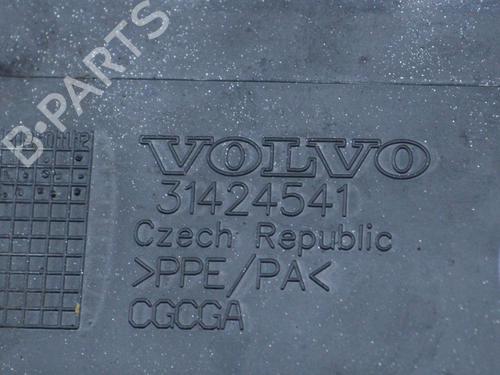 B-PARTS
VOLVO
31424541
Czech Republic
>PPE/PA<
CGCGA